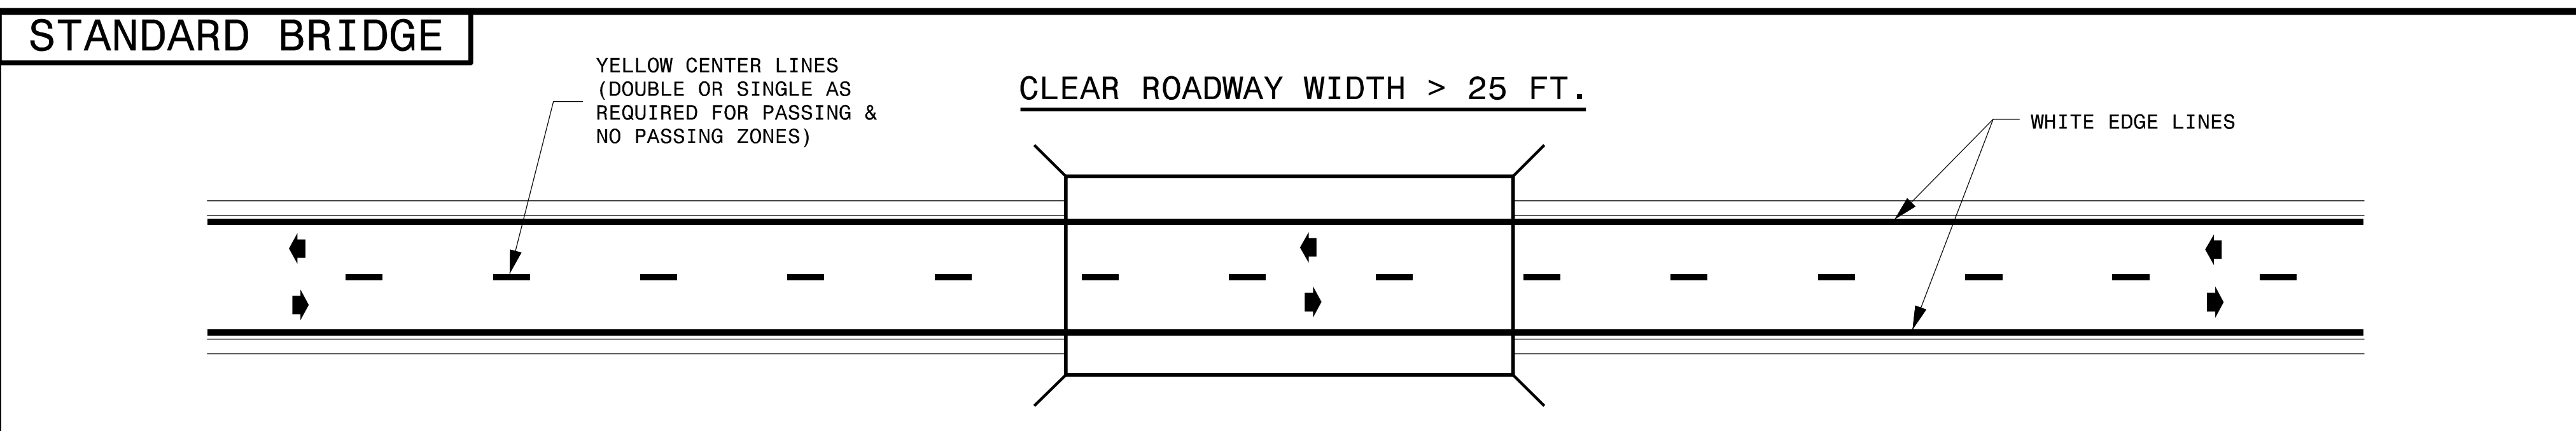 STANDARD BRIDGE
YELLOW CENTER LINES
(DOUBLE OR SINGLE AS
REQUIRED FOR PASSING &
NO PASSING ZONES)
CLEAR ROADWAY WIDTH > 25 FT.
WHITE EDGE LINES